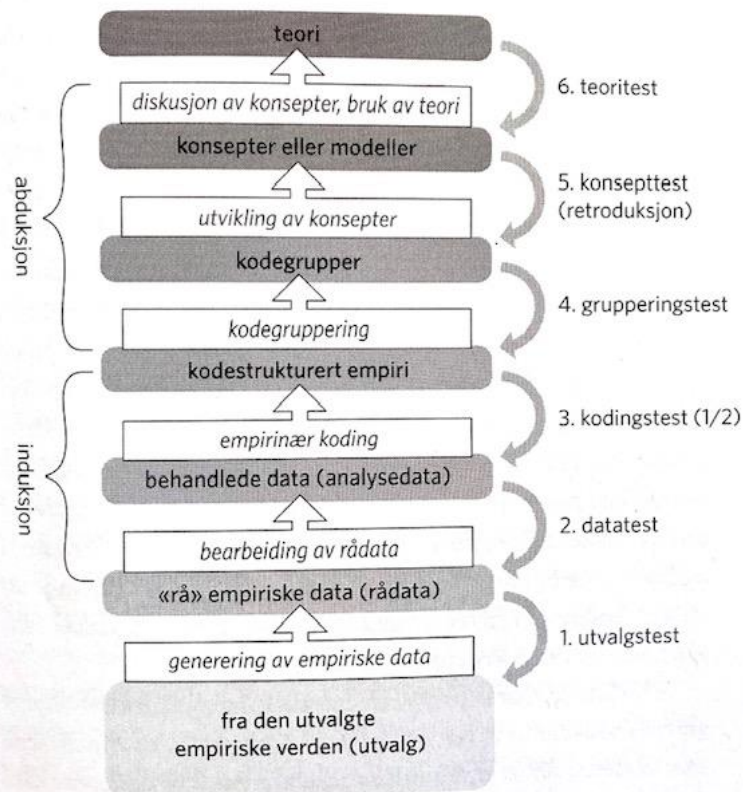 teori
6. teoritest
diskusjon av konsepter, bruk av teori
konsepter eller modeller
5. konsepttest
(retroduksjon)
utvikling av konsepter
kodegrupper
4. grupperingstest
kodegruppering
kodestrukturert empiri
3. kodingstest (1/2)
empirinær koding
behandlede data (analysedata)
2. datatest
bearbeiding av rådata
«rå» empiriske data (rådata)
1. utvalgstest
generering av empiriske data
fra den utvalgte
empiriske verden (utvalg)
abduksjon
induksjon